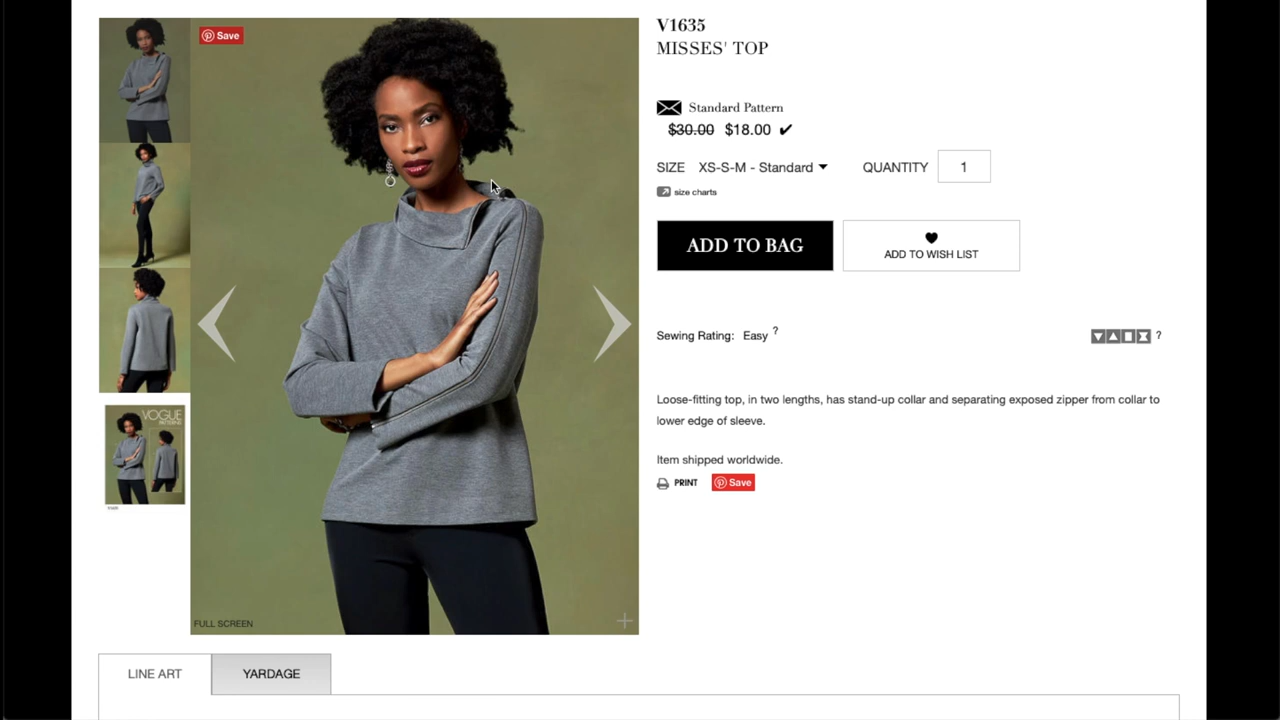 Save
V1635
MISSES' TOP
Standard Pattern
$30.00 $18.00 ✔
SIZE XS-S-M - Standard QUANTITY 1
size charts
ADD TO BAG
ADD TO WISH LIST
Sewing Rating: Easy ?
?
Loose-fitting top, in two lengths, has stand-up collar and separating exposed zipper from collar to
lower edge of sleeve.
Item shipped worldwide.
PRINT Save
VOGUE
PATTERNS
FULL SCREEN
LINE ART YARDAGE